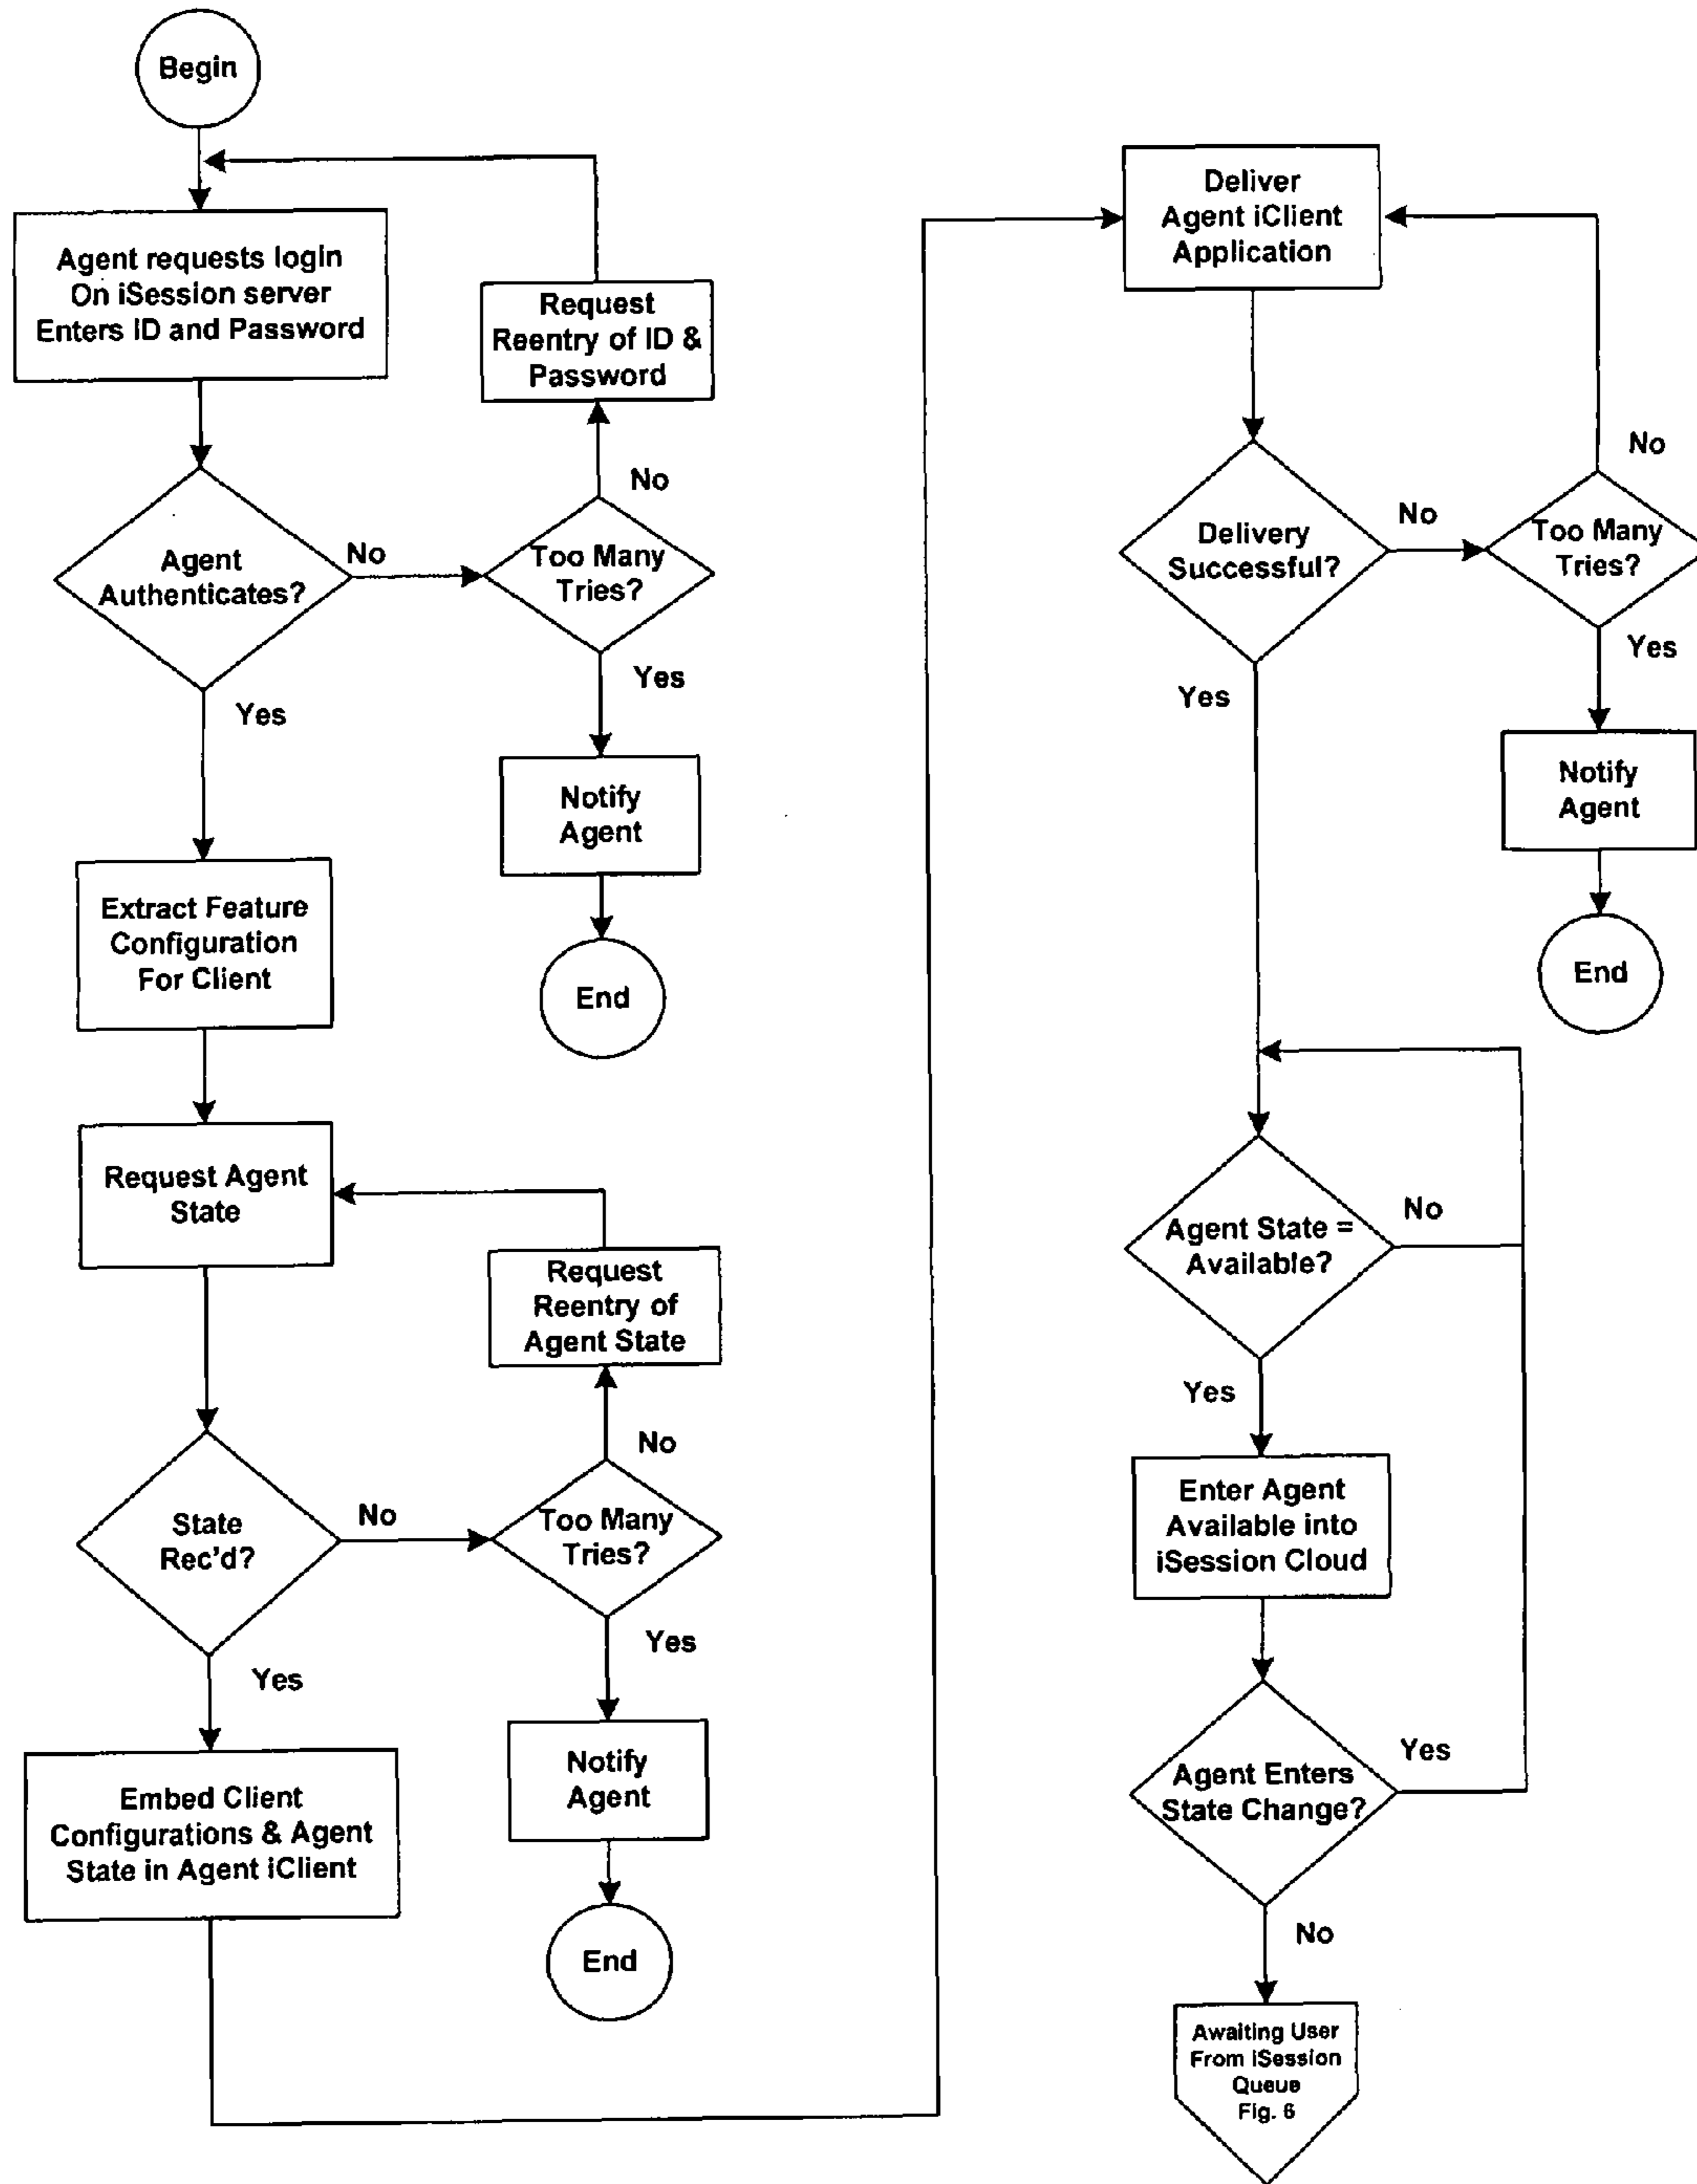 Begin
Agent requests login
On iSession server
Enters ID and Password
Request
Reentry of ID &
Password
No
Agent
Authenticates?
No
Too Many
Tries?
Yes
Yes
Notify
Agent
Extract Feature
Configuration
For Client
End
Request Agent
State
Request
Reentry of
Agent State
No
State
Rec'd?
No
Too Many
Tries?
Yes
Yes
Notify
Agent
Embed Client
Configurations & Agent
State in Agent iClient
End
Deliver
Agent iClient
Application
No
Delivery
Successful?
No
Too Many
Tries?
Yes
Yes
Notify
Agent
End
Agent State =
Available?
No
Yes
Enter Agent
Available into
iSession Cloud
Agent Enters
State Change?
Yes
No
Awaiting User
From iSession
Queue
Fig. 6